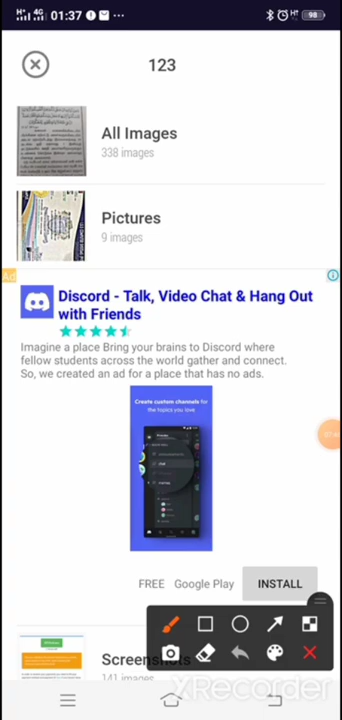 01:37
98
123
All Images
338 images
Pictures
9 images
Ad
Discord - Talk, Video Chat & Hang Out
with Friends
Imagine a place Bring your brains to Discord where
fellow students across the world gather and connect.
So, we created an ad for a place that has no ads.
Create custom channels for
the topics you love
FREE Google Play INSTALL
Screenshots
141 images
XRecorder